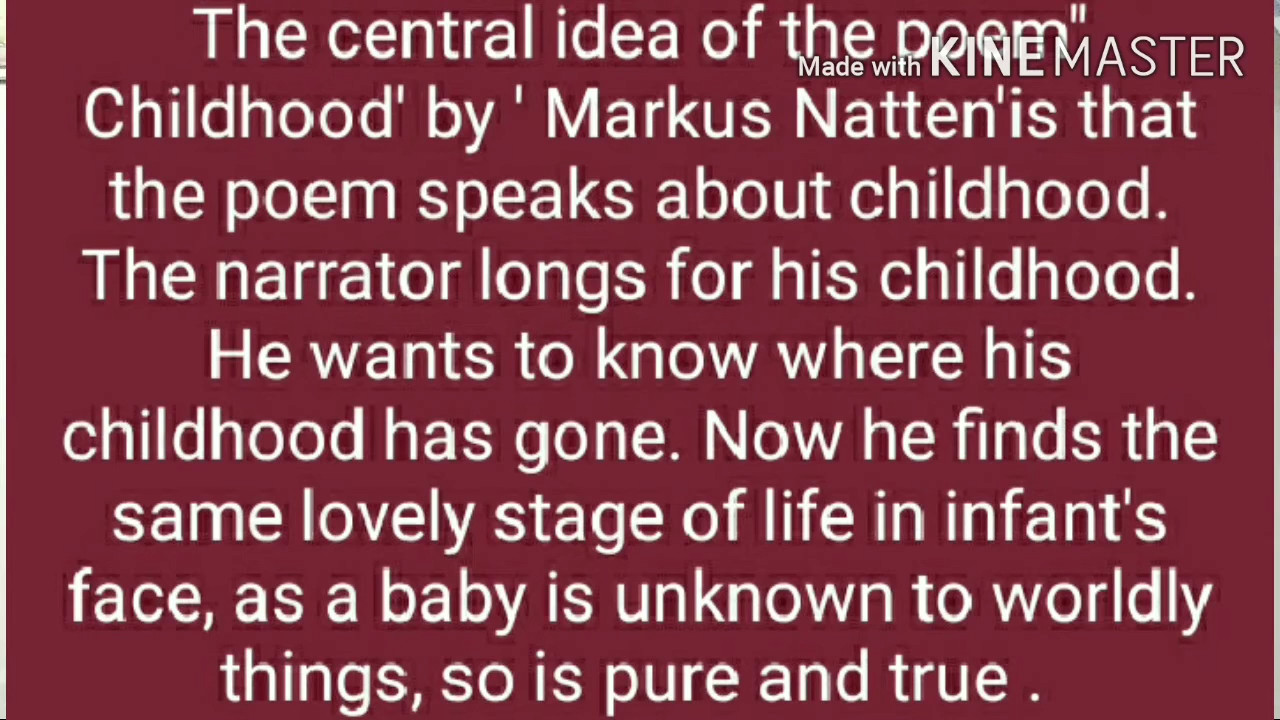 The central idea of the poem"
Made with KINEMASTER
Childhood' by ' Markus Natten'is that
the poem speaks about childhood.
The narrator longs for his childhood.
He wants to know where his
childhood has gone. Now he finds the
same lovely stage of life in infant's
face, as a baby is unknown to worldly
things, so is pure and true .